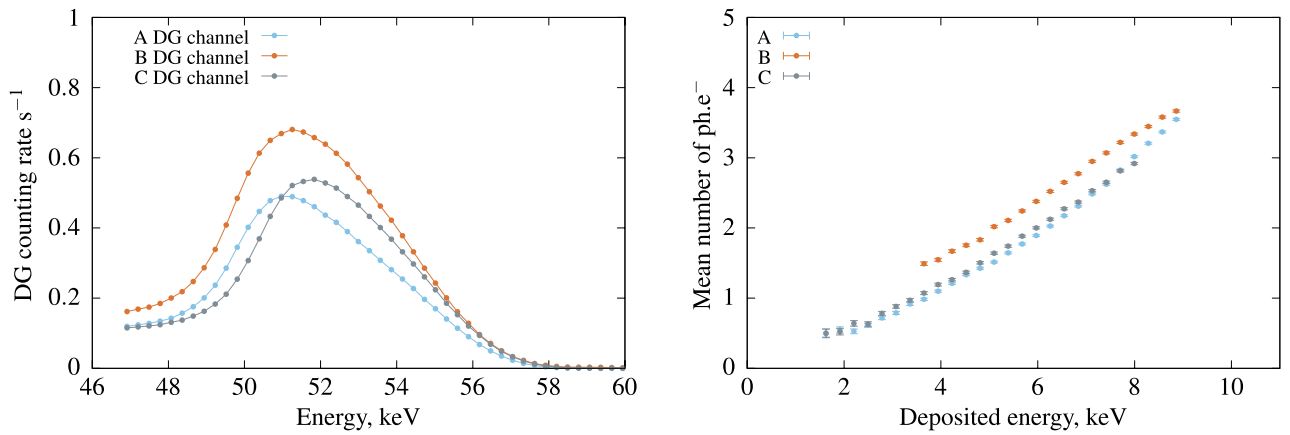 DG counting rate s−1
1
0.8
0.6
0.4
0.2
0
A DG channel
B DG channel
C DG channel
46 48 50 52 54 56 58 60
Energy, keV
Mean number of ph.e−
5
4
3
2
1
0
A
B
C
0 2 4 6 8 10
Deposited energy, keV